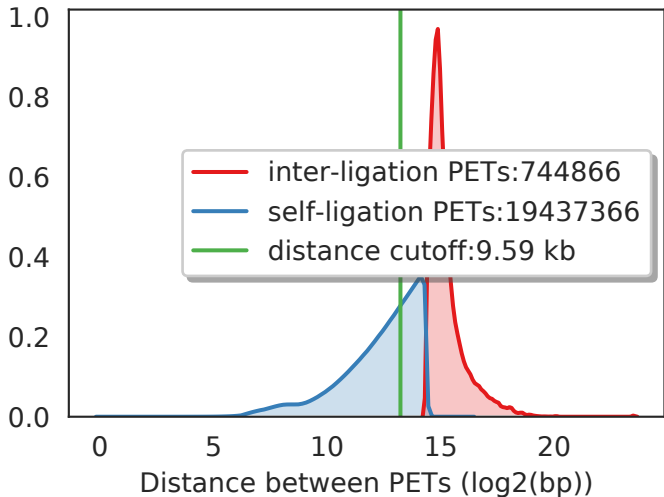 1.0
0.8
0.6
0.4
0.2
0.0
inter-ligation PETs:744866
self-ligation PETs:19437366
distance cutoff:9.59 kb
0 5 10 15 20
Distance between PETs (log2(bp))